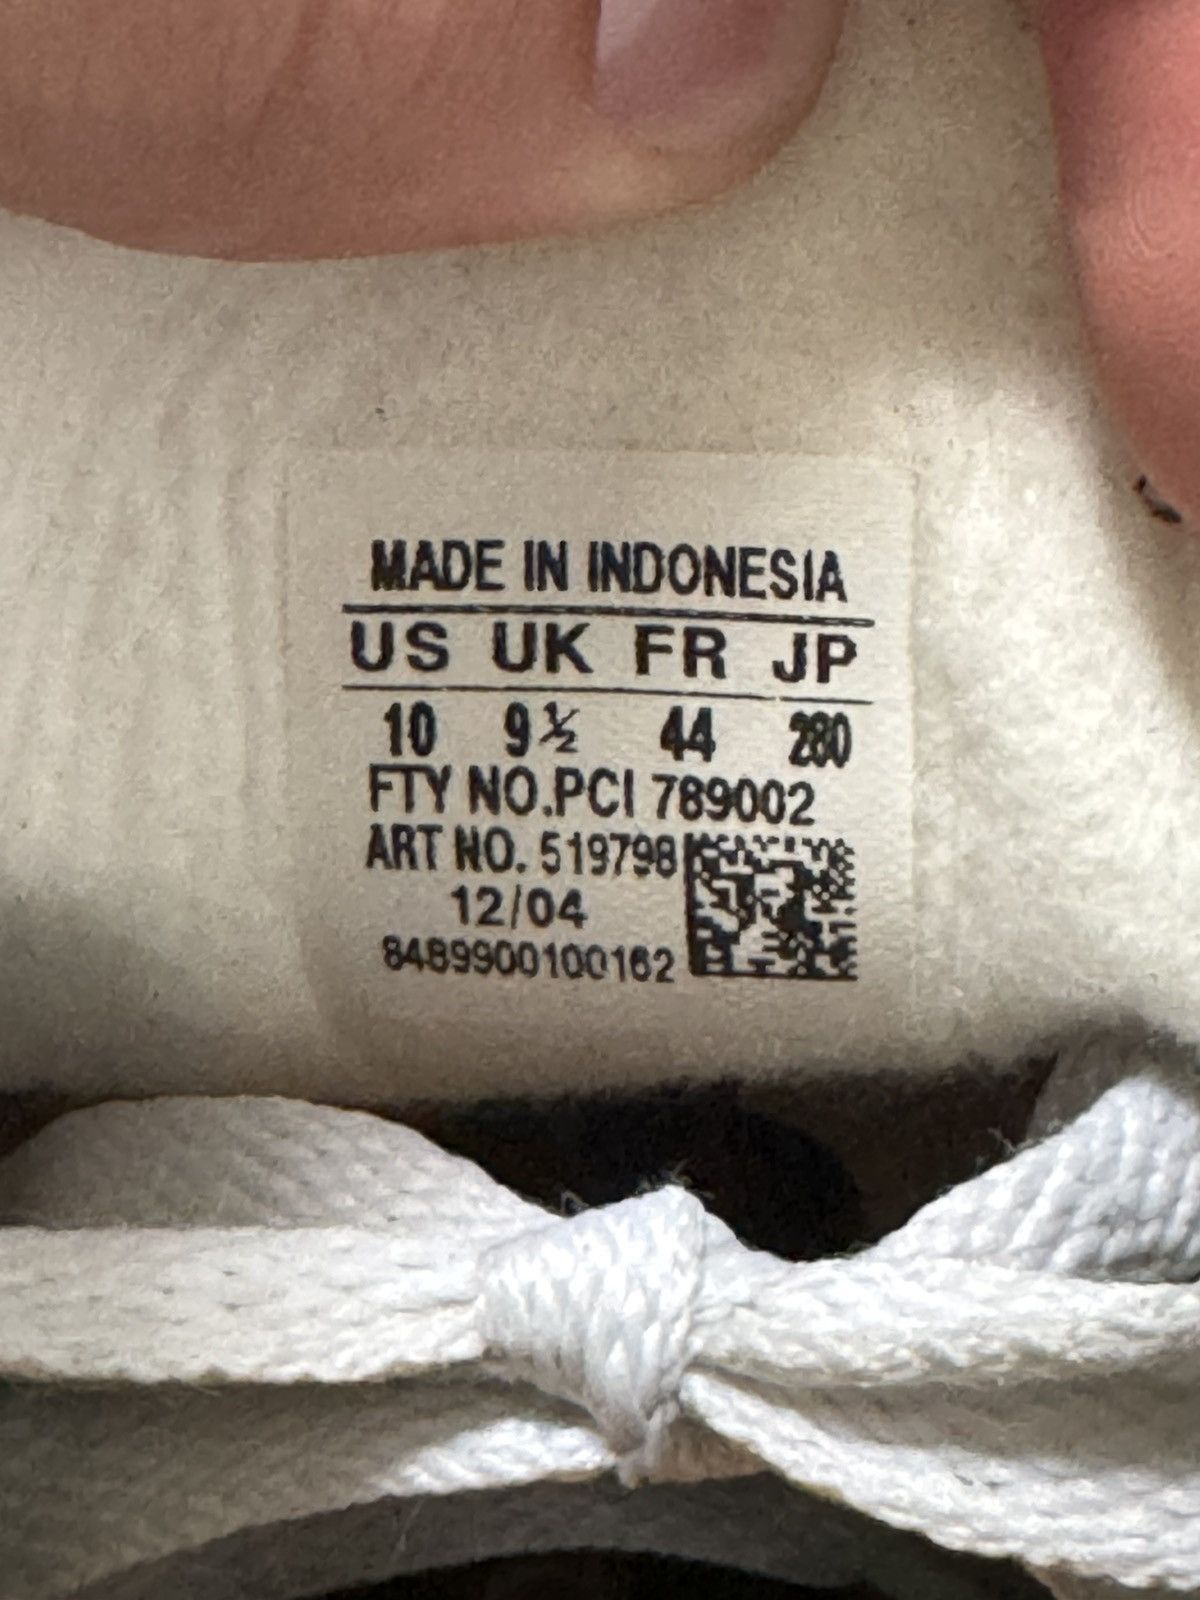 MADE IN INDONESIA
US UK FR JP
10 9½ 44 280
FTY NO.PCI 789002
ART NO. 519798
12/04
8489900100162